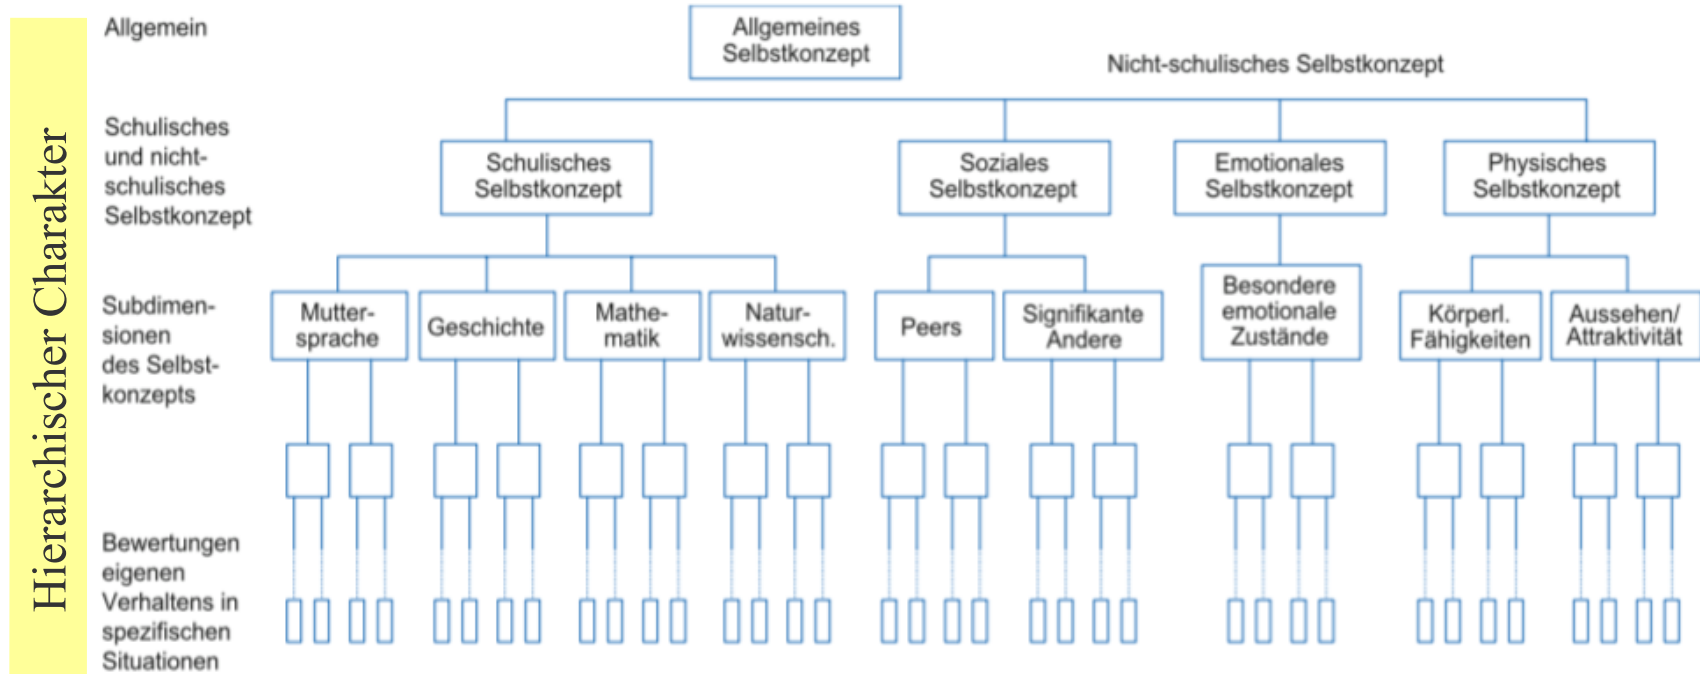 Hierarchischer Charakter
Allgemein
Allgemeines
Selbstkonzept
Nicht-schulisches Selbstkonzept
Schulisches
und nicht-
schulisches
Selbstkonzept
Schulisches
Selbstkonzept
Soziales
Selbstkonzept
Emotionales
Selbstkonzept
Physisches
Selbstkonzept
Subdimen-
sionen
des Selbst-
konzepts
Mutter-
sprache
Geschichte
Mathe-
matik
Natur-
wissensch.
Peers
Signifikante
Andere
Besondere
emotionale
Zustände
Körperl.
Fähigkeiten
Aussehen/
Attraktivität
Bewertungen
eigenen
Verhaltens in
spezifischen
Situationen